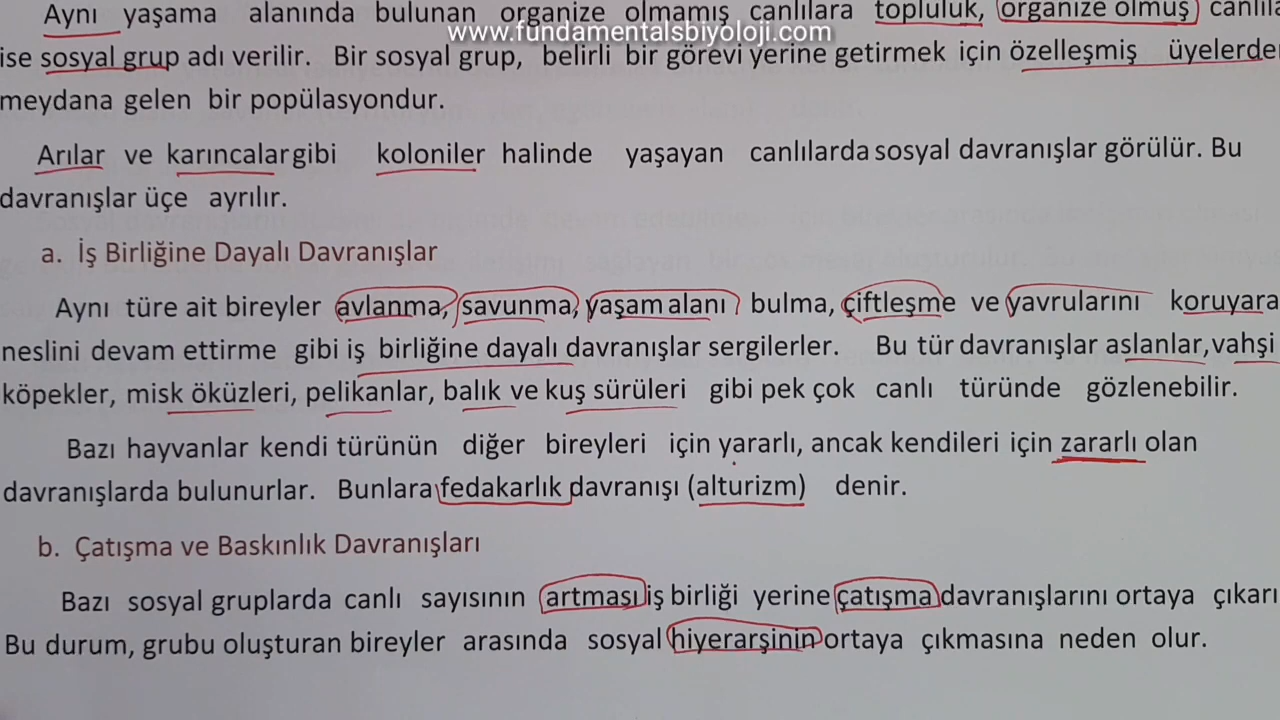 Aynı yaşama alanında bulunan organize olmamış canlılara topluluk, organize olmuş
www.fundamentalsbiyoloji.com
ise sosyal grup adı verilir. Bir sosyal grup, belirli bir görevi yerine getirmek için özelleşmiş
meydana gelen bir popülasyondur.
Arılar ve karıncalar gibi koloniler halinde yaşayan canlılarda sosyal davranışlar görülür. Bu
davranışlar üçe ayrılır.
a. İş Birliğine Dayalı Davranışlar
Aynı türe ait bireyler avlanma, savunma, yaşam alanı bulma, çiftleşme ve yavrularını koruyara
neslini devam ettirme gibi iş birliğine dayalı davranışlar sergilerler. Bu tür davranışlar aslanlar, vahşi
köpekler, misk öküzleri, pelikanlar, balık ve kuş sürüleri gibi pek çok canlı türünde gözlenebilir.
Bazı hayvanlar kendi türünün diğer bireyleri için yararlı, ancak kendileri için zararlı olan
davranışlarda bulunurlar. Bunlara fedakarlık davranışı (alturizm) denir.
b. Çatışma ve Baskınlık Davranışları
Bazı sosyal gruplarda canlı sayısının artması iş birliği yerine çatışma davranışlarını ortaya çıkarı
Bu durum, grubu oluşturan bireyler arasında sosyal hiyerarşinin ortaya çıkmasına neden olur.